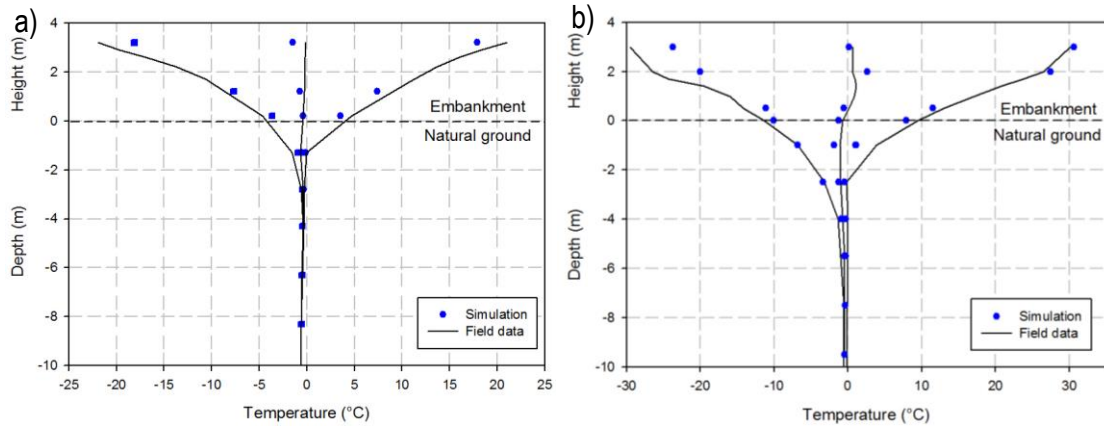 a)
4
2
0
-2
-4
-6
-8
-10
Height (m)
Depth (m)
Embankment
Natural ground
Simulation
Field data
-25 -20 -15 -10 -5 0 5 10 15 20 25
Temperature (°C)
b)
4
2
0
-2
-4
-6
-8
-10
Height (m)
Depth (m)
Embankment
Natural ground
Simulation
Field data
-30 -20 -10 0 10 20 30
Temperature (°C)